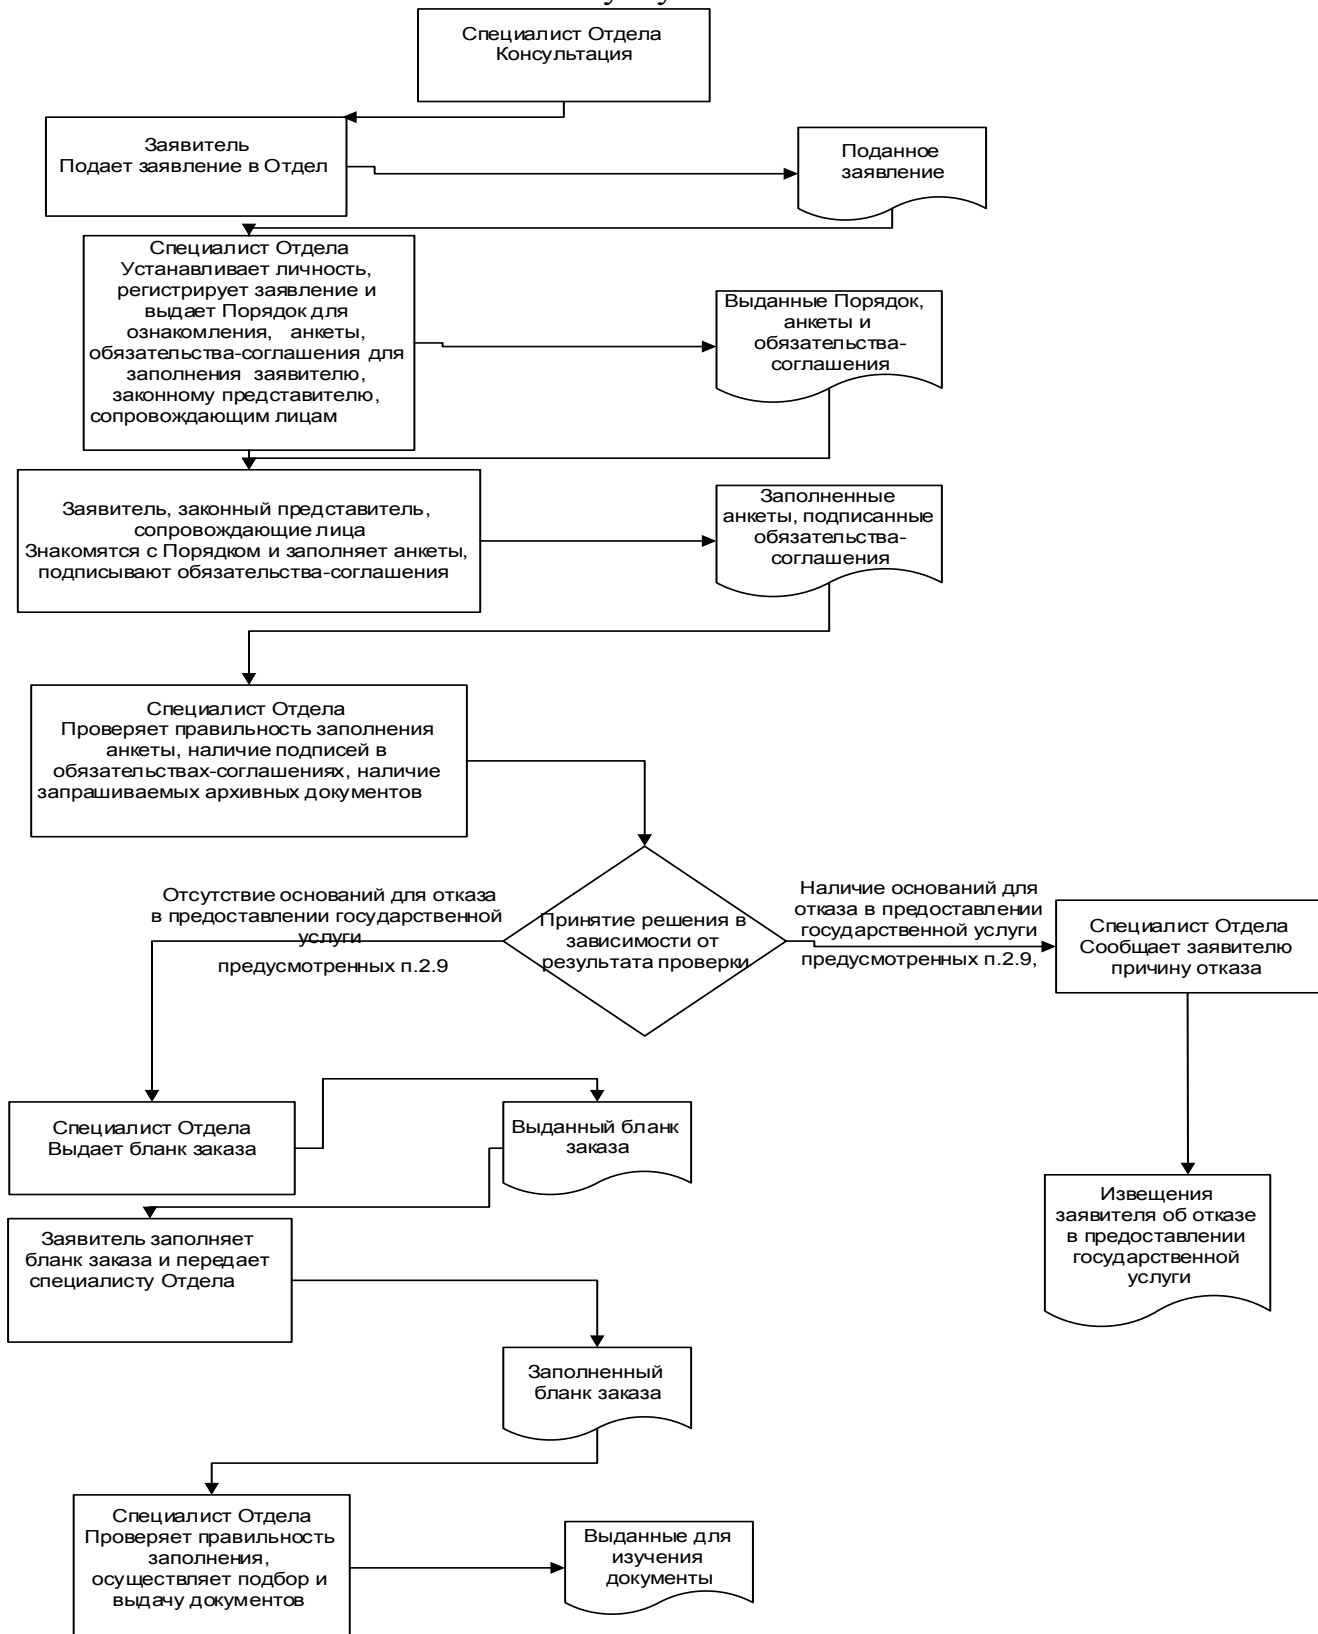 Специалист Отдела
Консультация
Заявитель
Подает заявление в Отдел
Поданное
заявление
Специалист Отдела
Устанавливает личность,
регистрирует заявление и
выдает Порядок для
ознакомления, анкеты,
обязательства-соглашения для
заполнения заявителю,
законному представителю,
сопровождающим лицам
Выданные Порядок,
анкеты и
обязательства-
соглашения
Заявитель, законный представитель,
сопровождающие лица
Знакомятся с Порядком и заполняет анкеты,
подписывают обязательства-соглашения
Заполненные
анкеты, подписанные
обязательства-
соглашения
Специалист Отдела
Проверяет правильность заполнения
анкеты, наличие подписей в
обязательствах-соглашениях, наличие
запрашиваемых архивных документов
Отсутствие оснований для отказа
в предоставлении государственной
услуги
предусмотренных п.2.9
Принятие решения в
зависимости от
результата проверки
Наличие оснований для
отказа в предоставлении
государственной услуги
предусмотренных п.2.9,
Специалист Отдела
Сообщает заявителю
причину отказа
Специалист Отдела
Выдает бланк заказа
Выданный бланк
заказа
Извещения
заявителя об отказе
в предоставлении
государственной
услуги
Заявитель заполняет
бланк заказа и передает
специалисту Отдела
Заполненный
бланк заказа
Специалист Отдела
Проверяет правильность
заполнения,
осуществляет подбор и
выдачу документов
Выданные для
изучения
документы